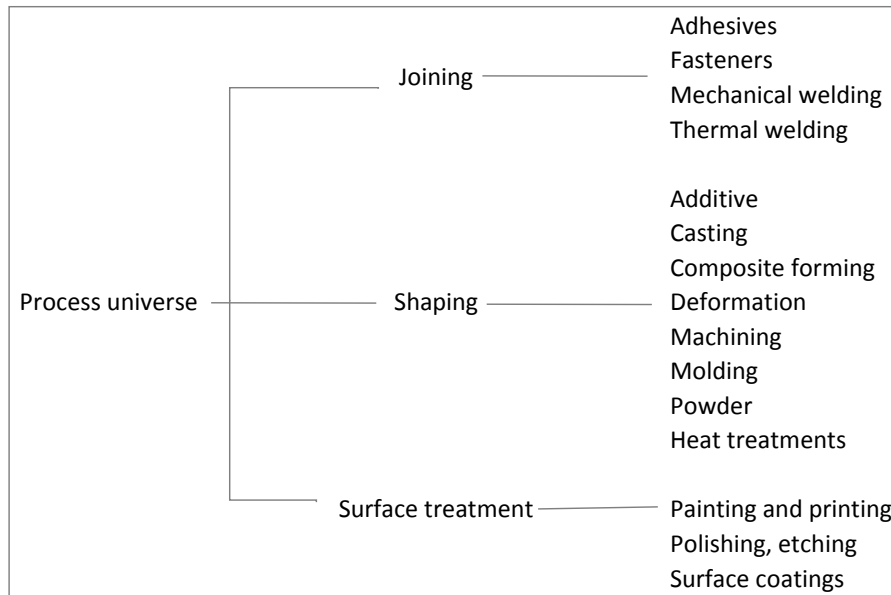 Process universe
Joining
Adhesives
Fasteners
Mechanical welding
Thermal welding
Shaping
Additive
Casting
Composite forming
Deformation
Machining
Molding
Powder
Heat treatments
Surface treatment
Painting and printing
Polishing, etching
Surface coatings